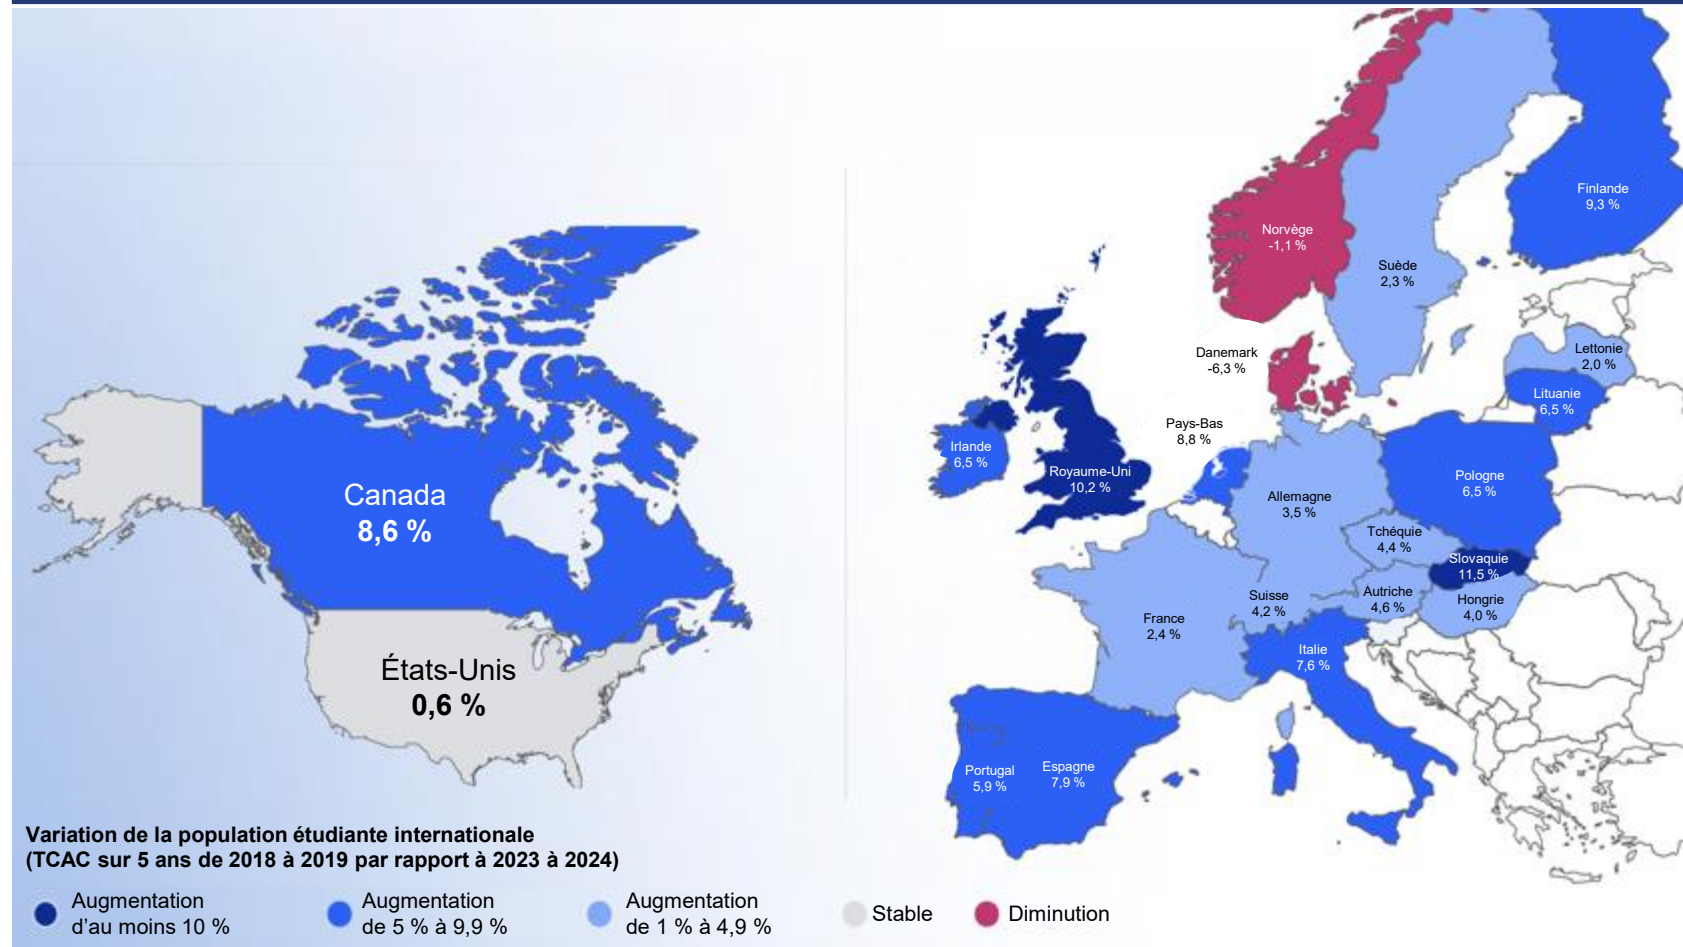 Canada
8,6 %
États-Unis
0,6 %
Finlande
9,3 %
Norvège
-1,1 %
Suède
2,3 %
Danemark
-6,3 %
Lettonie
2,0 %
Lituanie
6,5 %
Pays-Bas
8,8 %
Irlande
6,5 %
Royaume-Uni
10,2 %
Pologne
6,5 %
Allemagne
3,5 %
Tchéquie
4,4 %
Slovaquie
11,5 %
Suisse
4,2 %
Autriche
4,6 %
Hongrie
4,0 %
France
2,4 %
Italie
7,6 %
Portugal
5,9 %
Espagne
7,9 %
Variation de la population étudiante internationale
(TCAC sur 5 ans de 2018 à 2019 par rapport à 2023 à 2024)
Augmentation
d’au moins 10 %
Augmentation
de 5 % à 9,9 %
Augmentation
de 1 % à 4,9 %
Stable
Diminution